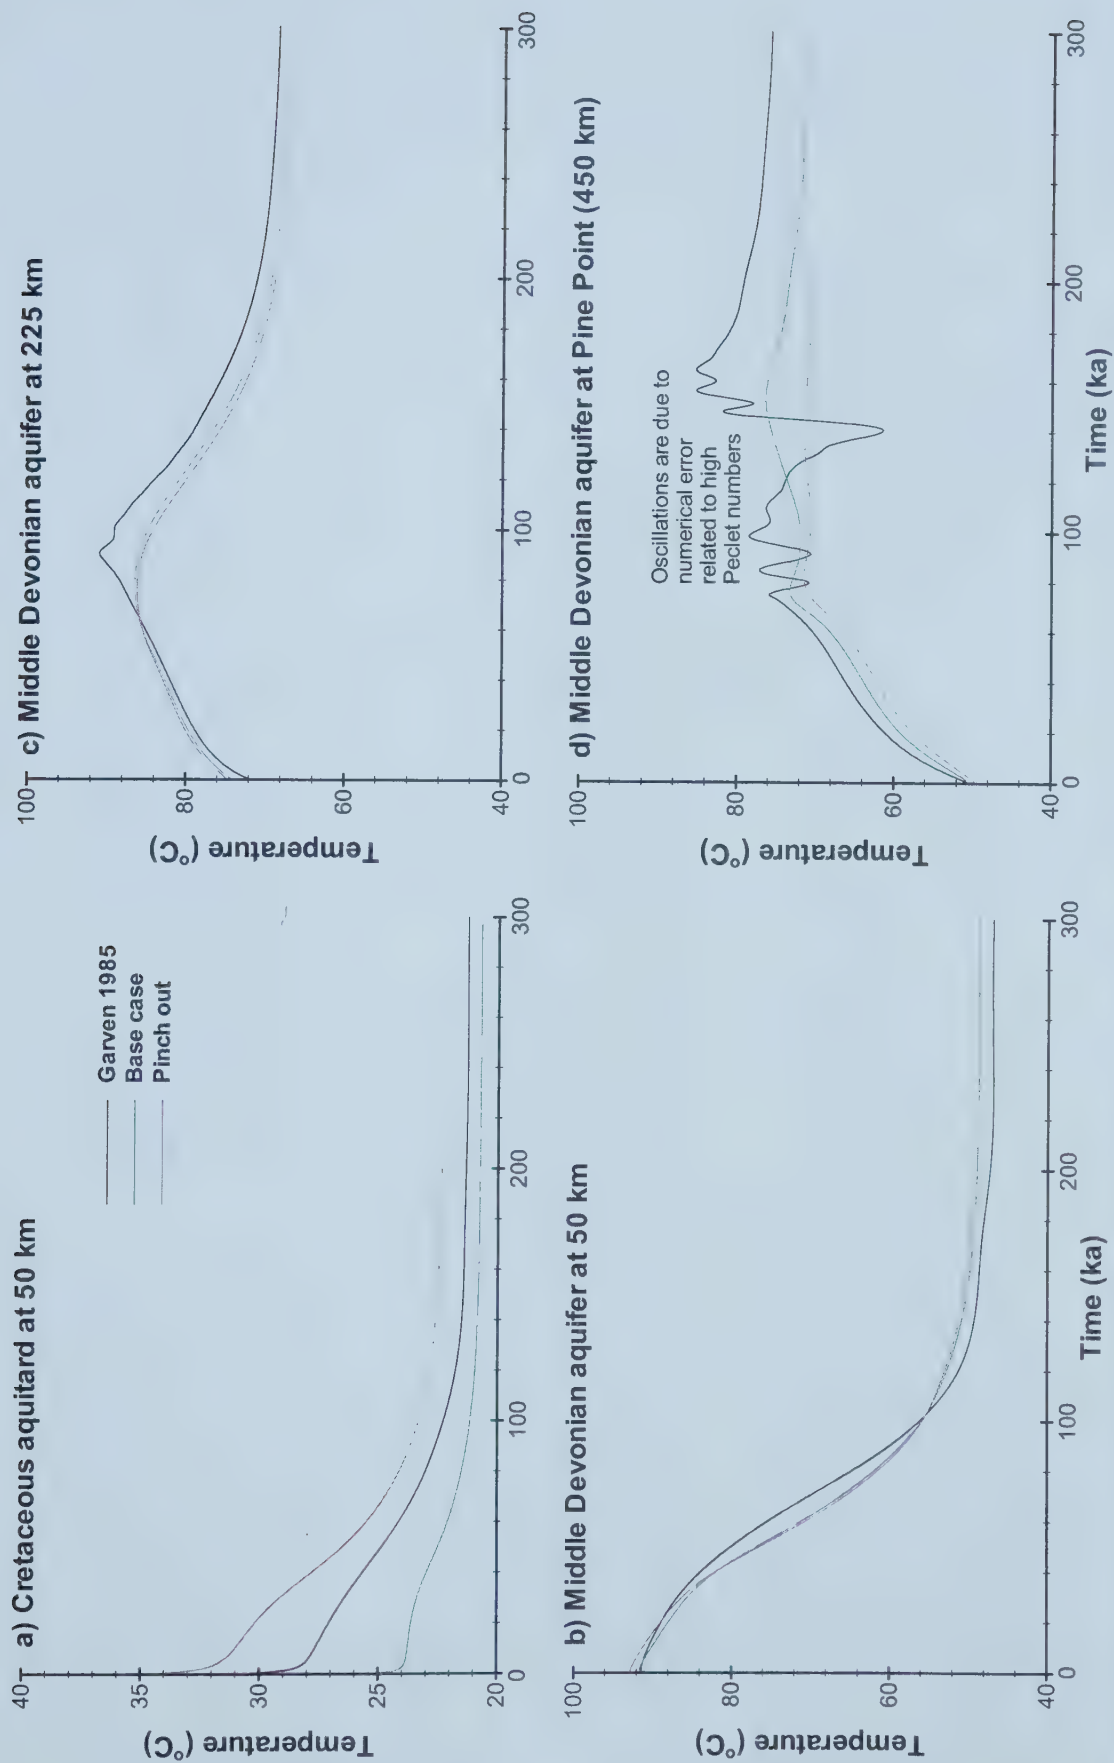 a) Cretaceous aquitard at 50 km
40
35
30
25
20
Temperature (°C)
0
100
200
300
Garven 1985
Base case
Pinch out
b) Middle Devonian aquifer at 50 km
100
80
60
40
Temperature (°C)
0
100
200
300
Time (ka)
c) Middle Devonian aquifer at 225 km
100
80
60
40
Temperature (°C)
0
100
200
300
d) Middle Devonian aquifer at Pine Point (450 km)
100
80
60
40
Temperature (°C)
0
100
200
300
Time (ka)
Oscillations are due to
numerical error
related to high
Peclet numbers